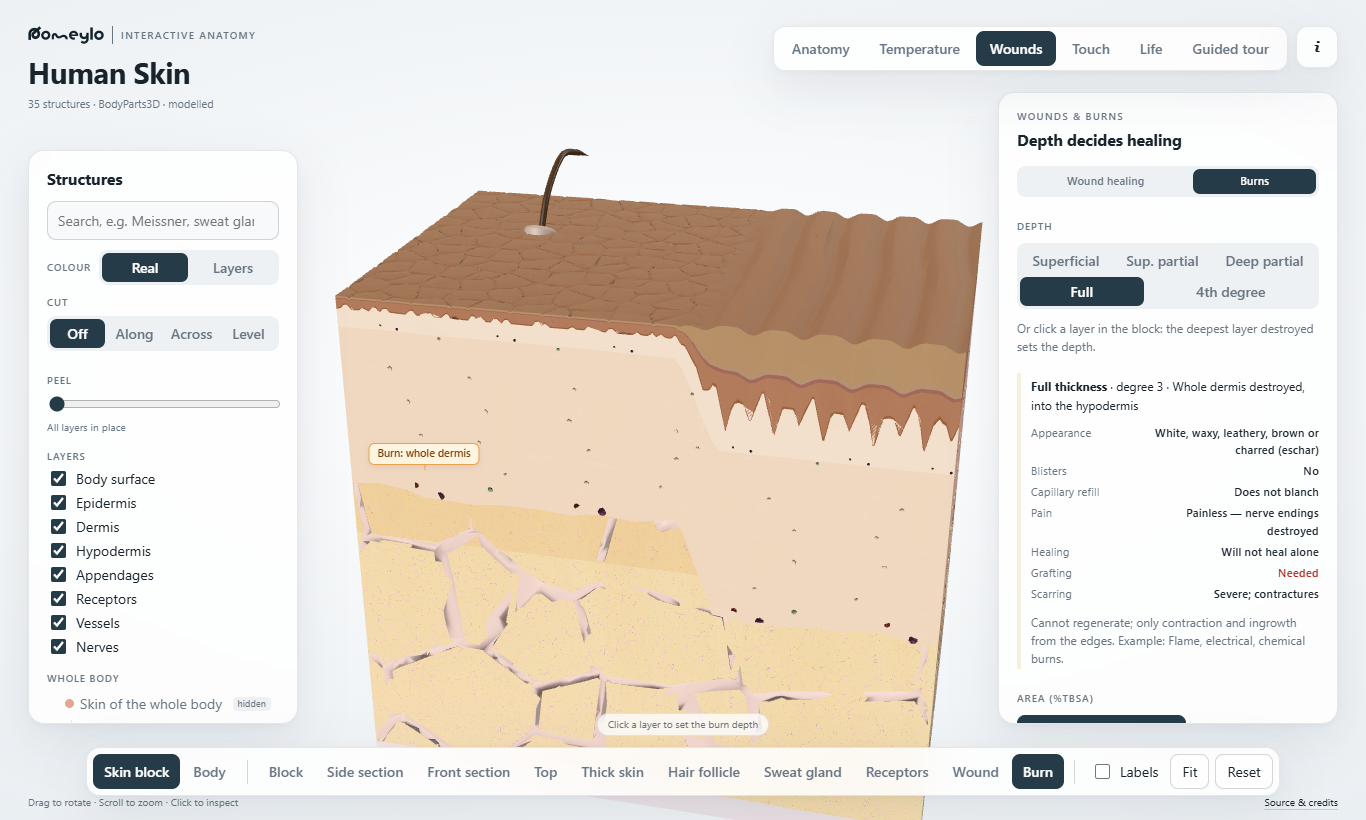 Pomeylo
INTERACTIVE ANATOMY
Human Skin
35 structures · BodyParts3D · modelled
Anatomy
Temperature
Wounds
Touch
Life
Guided tour
i
Structures
Search, e.g. Meissner, sweat glan
COLOUR
Real
Layers
CUT
Off
Along
Across
Level
PEEL
All layers in place
LAYERS
Body surface
Epidermis
Dermis
Hypodermis
Appendages
Receptors
Vessels
Nerves
WHOLE BODY
Skin of the whole body
hidden
Burn: whole dermis
Click a layer to set the burn depth
WOUNDS & BURNS
Depth decides healing
Wound healing
Burns
DEPTH
Superficial
Sup. partial
Deep partial
Full
4th degree
Or click a layer in the block: the deepest layer destroyed
sets the depth.
Full thickness · degree 3 · Whole dermis destroyed,
into the hypodermis
Appearance
White, waxy, leathery, brown or
charred (eschar)
Blisters
No
Capillary refill
Does not blanch
Pain
Painless — nerve endings
destroyed
Healing
Will not heal alone
Grafting
Needed
Scarring
Severe; contractures
Cannot regenerate; only contraction and ingrowth
from the edges. Example: Flame, electrical, chemical
burns.
AREA (%TBSA)
Skin block
Body
Block
Side section
Front section
Top
Thick skin
Hair follicle
Sweat gland
Receptors
Wound
Burn
Labels
Fit
Reset
Drag to rotate · Scroll to zoom · Click to inspect
Source & credits